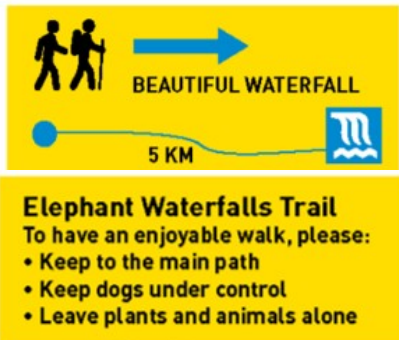 BEAUTIFUL WATERFALL
5 KM
Elephant Waterfalls Trail
To have an enjoyable walk, please:
• Keep to the main path
• Keep dogs under control
• Leave plants and animals alone